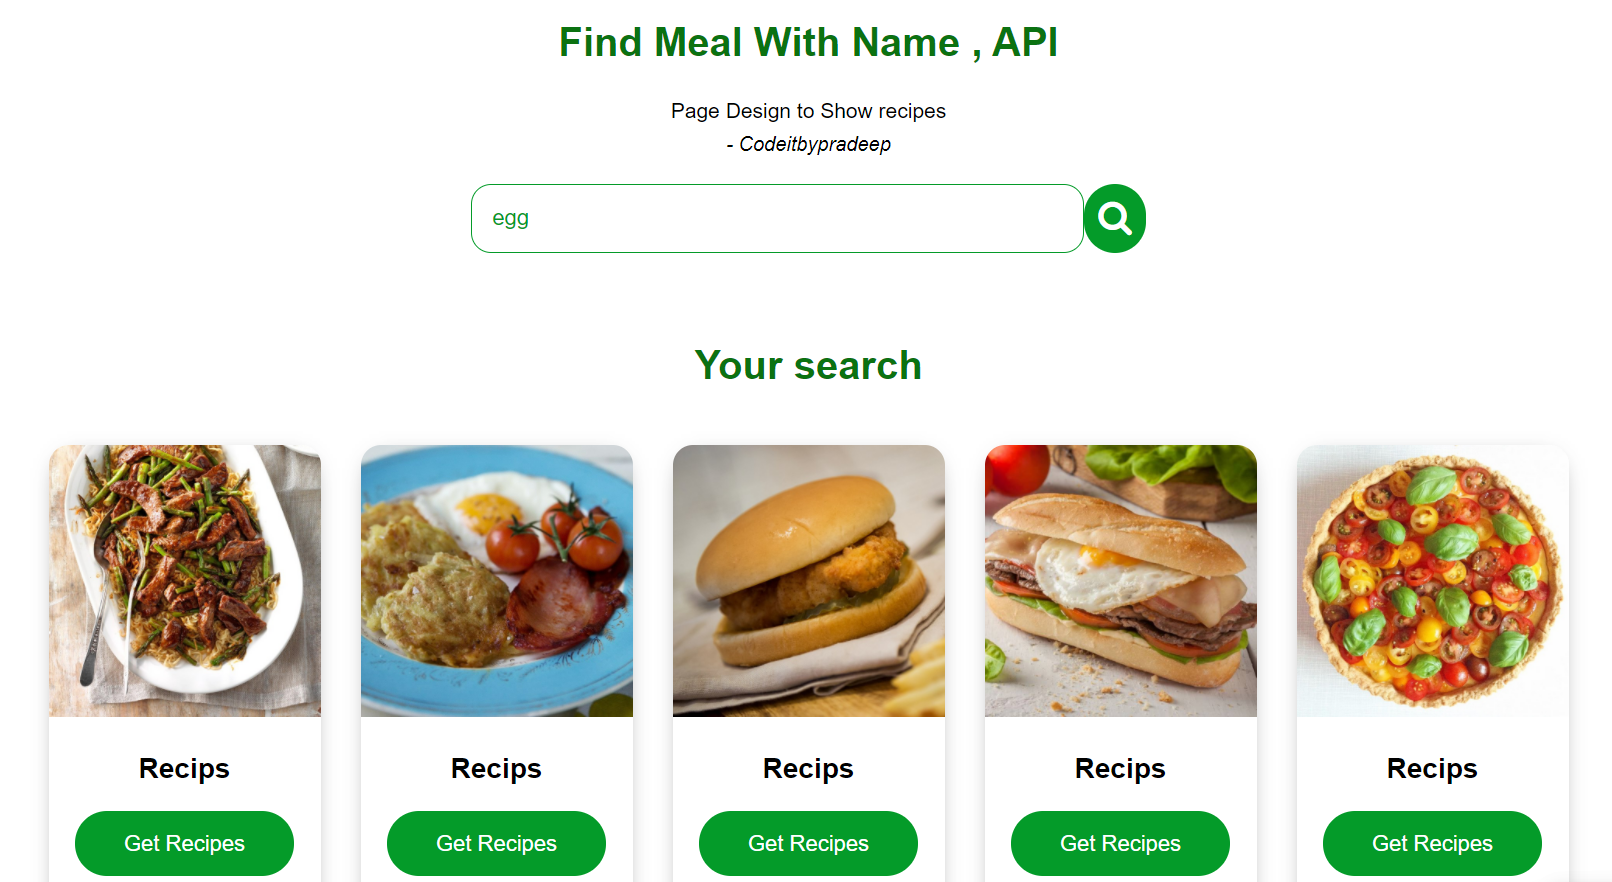 Find Meal With Name , API
Page Design to Show recipes
- Codeitbypradeep
egg
Your search
Recips
Recips
Recips
Recips
Recips
Get Recipes
Get Recipes
Get Recipes
Get Recipes
Get Recipes